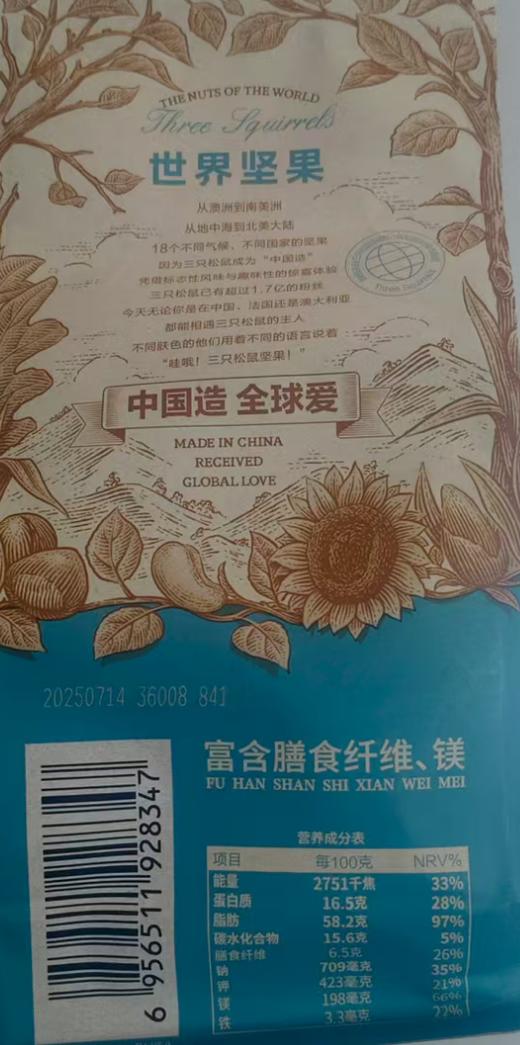 THE NUTS OF THE WORLD
Three Squirrels
世界坚果
从澳洲到南美洲
从地中海到北美大陆
18个不同气候、不同国家的坚果
因为三只松鼠成为“中国造”
凭借标志性风味与趣味性的惊喜体验
三只松鼠已有超过1.7亿的粉丝
今天无论你是在中国、法国还是澳大利亚
都能相遇三只松鼠的主人
不同肤色的他们用着不同的语言说着
“哇哦！三只松鼠坚果！”
Three Squirrels
中国造 全球爱
MADE IN CHINA
RECEIVED
GLOBAL LOVE
20250714 36008 841
富含膳食纤维、镁
FU HAN SHAN SHI XIAN WEI MEI
营养成分表
项目 每100克 NRV%
能量 2751千焦 33%
蛋白质 16.5克 28%
脂肪 58.2克 97%
碳水化合物 15.6克 5%
膳食纤维 6.5克 26%
钠 709毫克 35%
钾 423毫克 21%
镁 198毫克 66%
铁 3.3毫克 22%
6 956511 928347